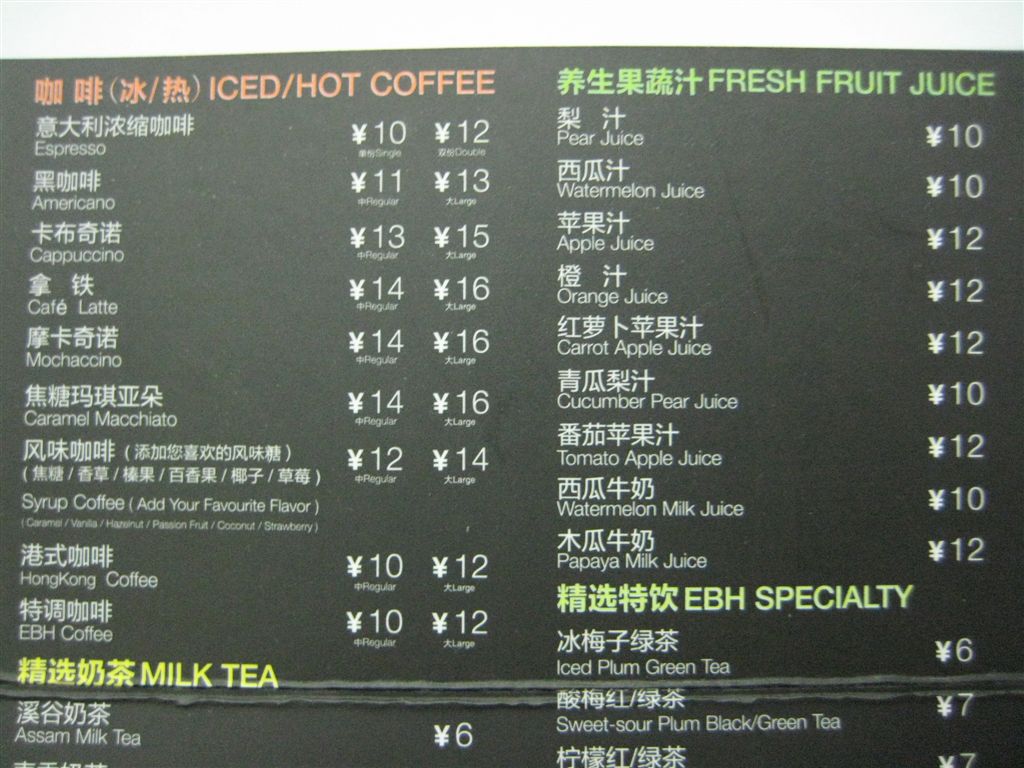 咖 啡(冰/热) ICED/HOT COFFEE
意大利浓缩咖啡
Espresso
¥10 ¥12
单份Single 双份Double
黑咖啡
Americano
¥11 ¥13
中Regular 大Large
卡布奇诺
Cappuccino
¥13 ¥15
中Regular 大Large
拿 铁
Café Latte
¥14 ¥16
中Regular 大Large
摩卡奇诺
Mochaccino
¥14 ¥16
中Regular 大Large
焦糖玛琪亚朵
Caramel Macchiato
¥14 ¥16
中Regular 大Large
风味咖啡(添加您喜欢的风味糖)
(焦糖/香草/榛果/百香果/椰子/草莓)
¥12 ¥14
中Regular 大Large
Syrup Coffee (Add Your Favourite Flavor)
(Caramel / Vanilla / Hazelnut / Passion Fruit / Coconut / Strawberry)
港式咖啡
HongKong Coffee
¥10 ¥12
中Regular 大Large
特调咖啡
EBH Coffee
¥10 ¥12
中Regular 大Large
精选奶茶 MILK TEA
溪谷奶茶
Assam Milk Tea
¥6
养生果蔬汁 FRESH FRUIT JUICE
梨 汁
Pear Juice
¥10
西瓜汁
Watermelon Juice
¥10
苹果汁
Apple Juice
¥12
橙 汁
Orange Juice
¥12
红萝卜苹果汁
Carrot Apple Juice
¥12
青瓜梨汁
Cucumber Pear Juice
¥10
番茄苹果汁
Tomato Apple Juice
¥12
西瓜牛奶
Watermelon Milk Juice
¥10
木瓜牛奶
Papaya Milk Juice
¥12
精选特饮 EBH SPECIALTY
冰梅子绿茶
Iced Plum Green Tea
¥6
酸梅红/绿茶
Sweet-sour Plum Black/Green Tea
¥7
柠檬红/绿茶
¥7